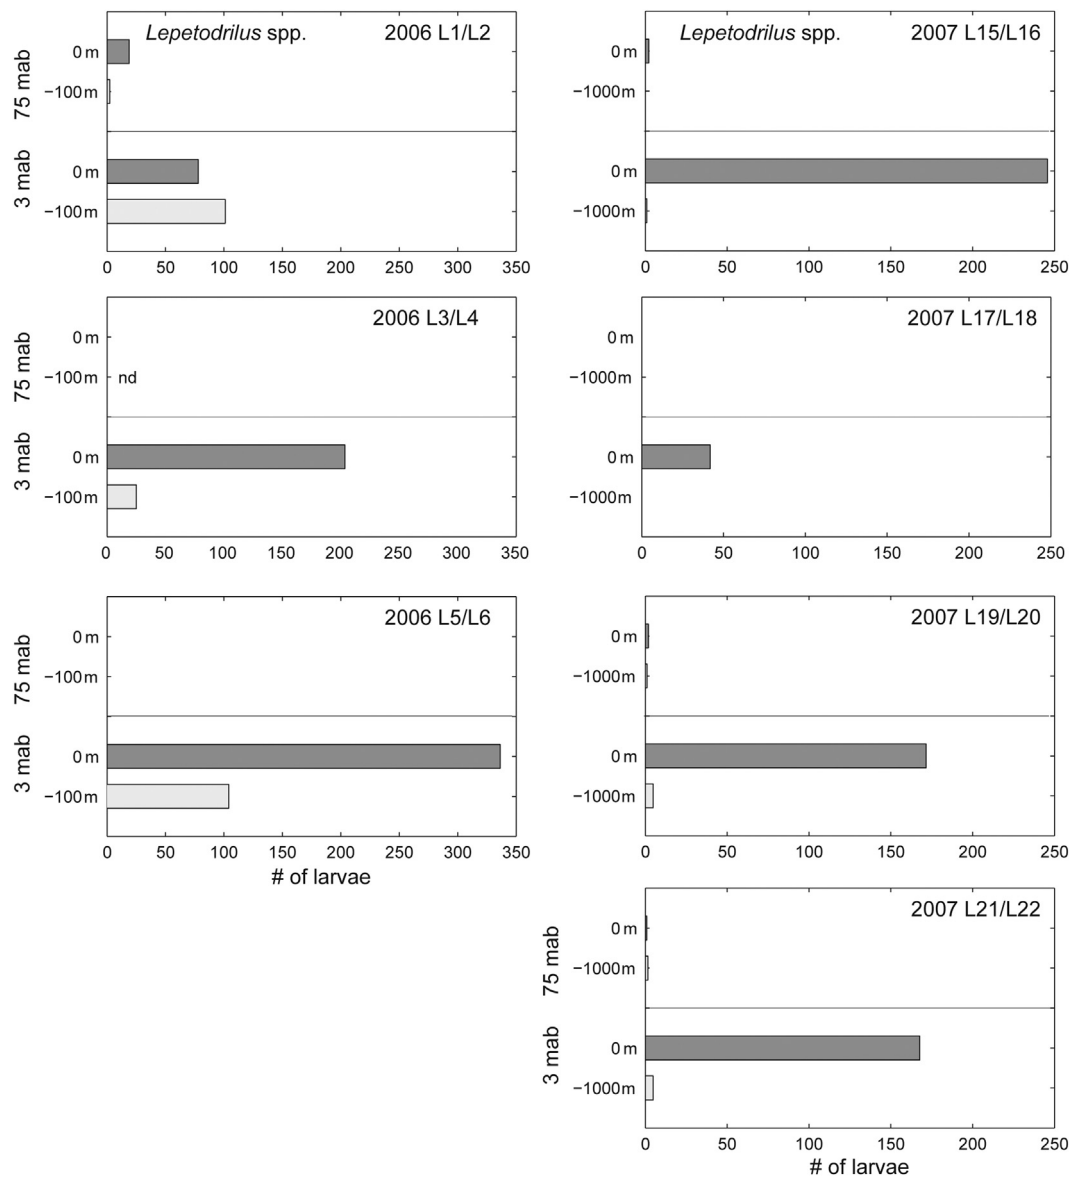 Lepetodrilus spp. 2006 L1/L2
75 mab
0 m
−100m
3 mab
0 m
−100m
0 50 100 150 200 250 300 350
2006 L3/L4
75 mab
0 m
−100m nd
3 mab
0 m
−100m
0 50 100 150 200 250 300 350
2006 L5/L6
75 mab
0 m
−100m
3 mab
0 m
−100m
0 50 100 150 200 250 300 350
# of larvae
Lepetodrilus spp. 2007 L15/L16
0 m
−1000m
0 m
−1000m
0 50 100 150 200 250
2007 L17/L18
0 m
−1000m
0 m
−1000m
0 50 100 150 200 250
2007 L19/L20
0 m
−1000m
0 m
−1000m
0 50 100 150 200 250
2007 L21/L22
75 mab
0 m
−1000m
3 mab
0 m
−1000m
0 50 100 150 200 250
# of larvae